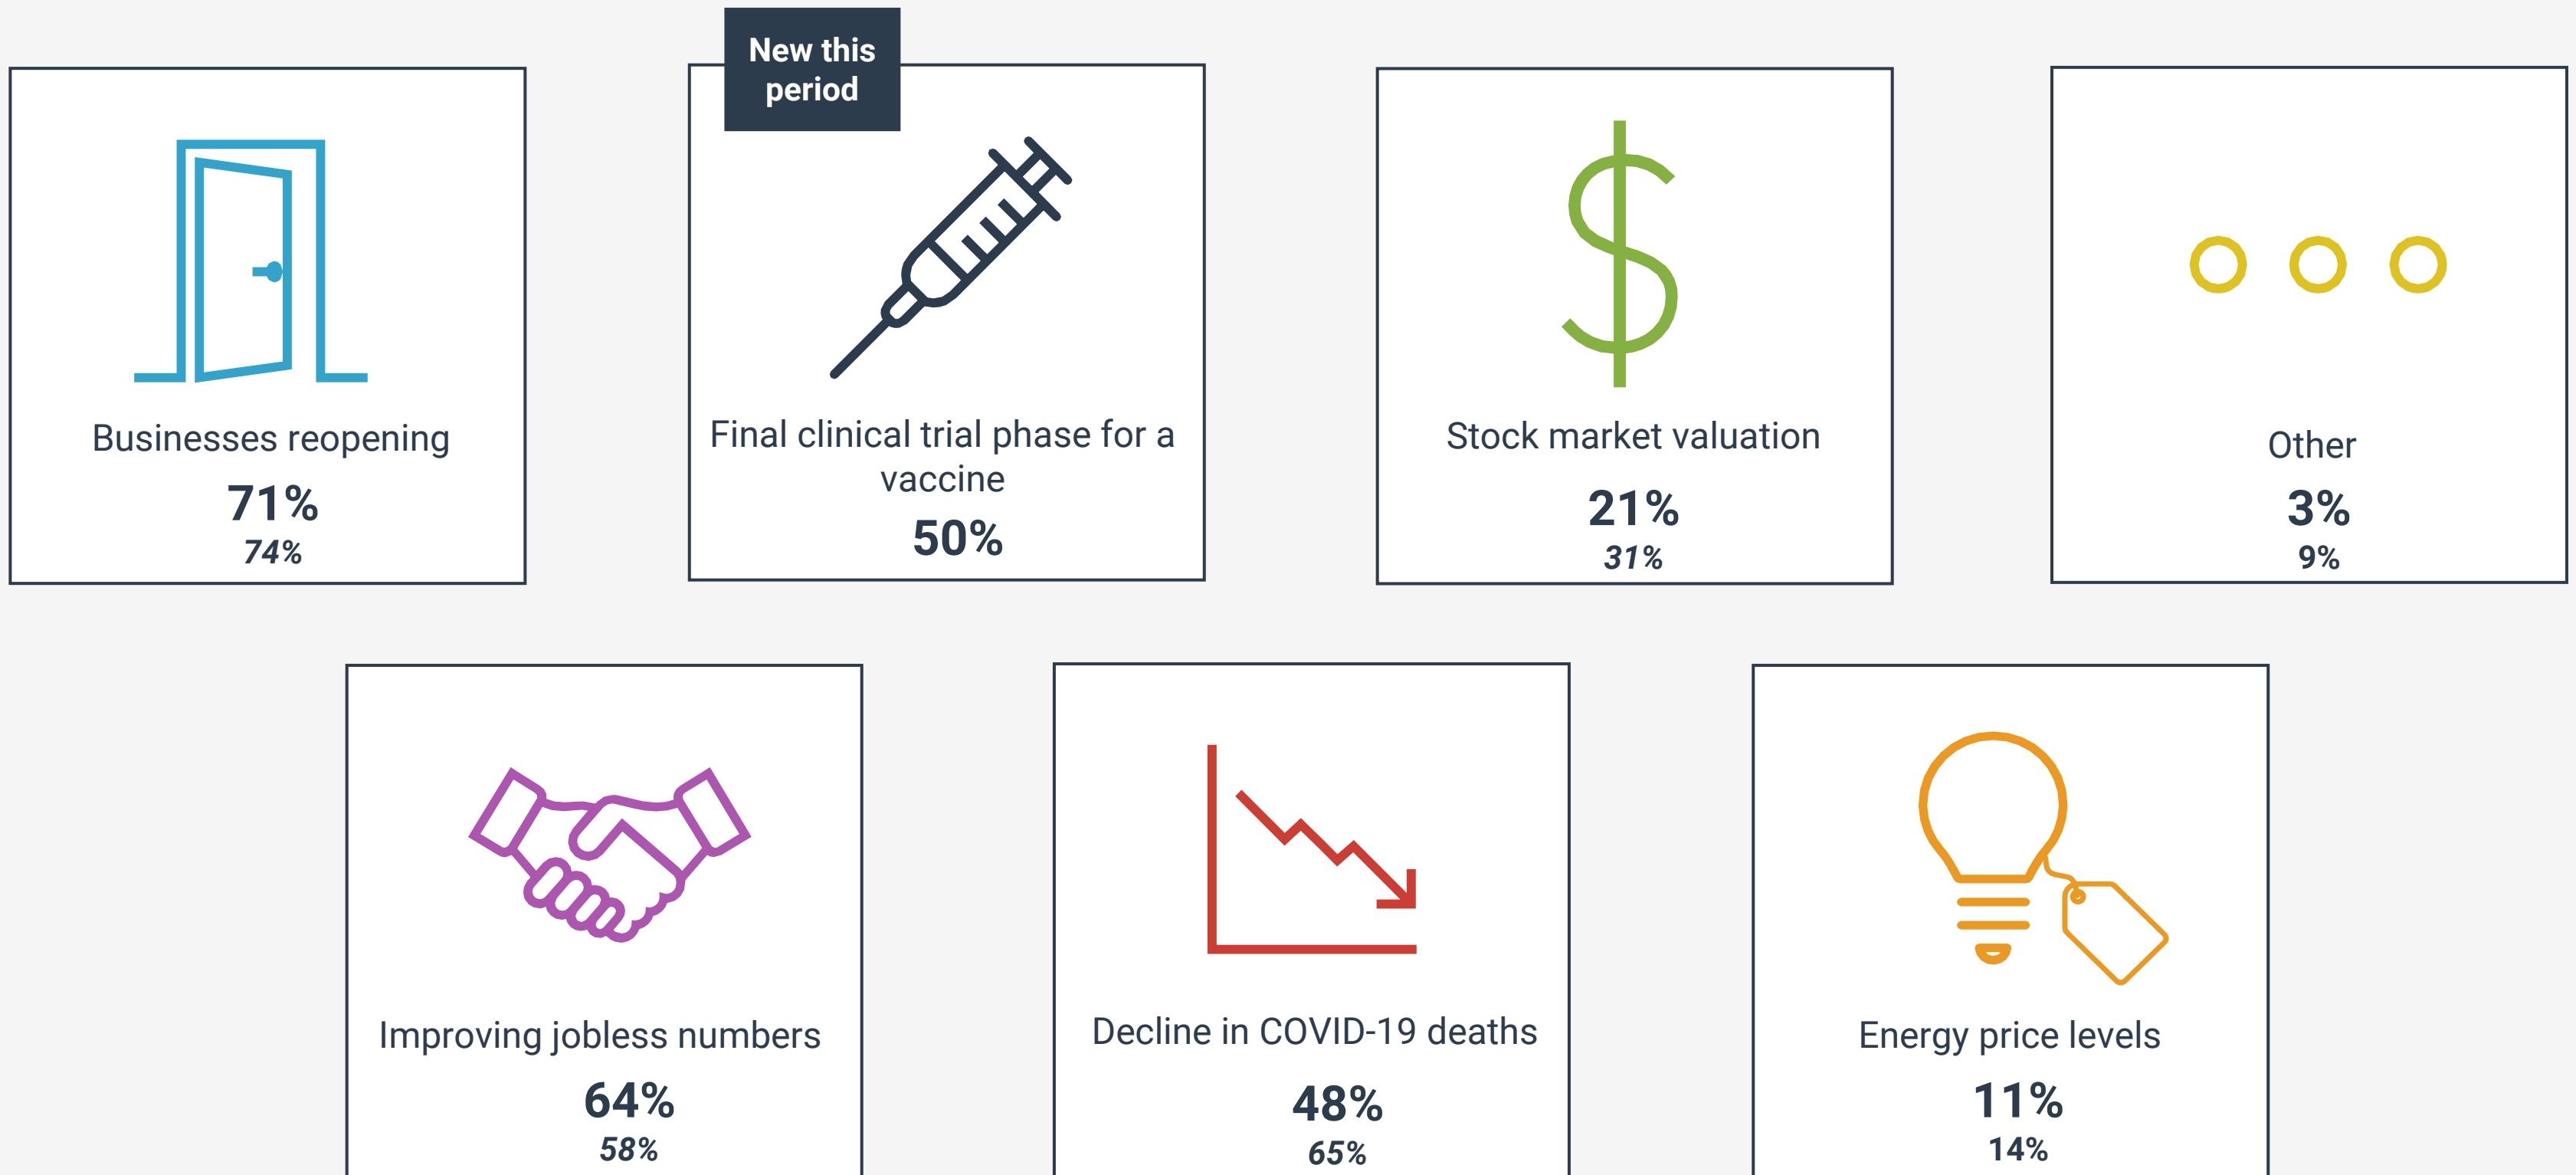 New this
period
Businesses reopening
71%
74%
Final clinical trial phase for a
vaccine
50%
Stock market valuation
21%
31%
Other
3%
9%
Improving jobless numbers
64%
58%
Decline in COVID-19 deaths
48%
65%
Energy price levels
11%
14%